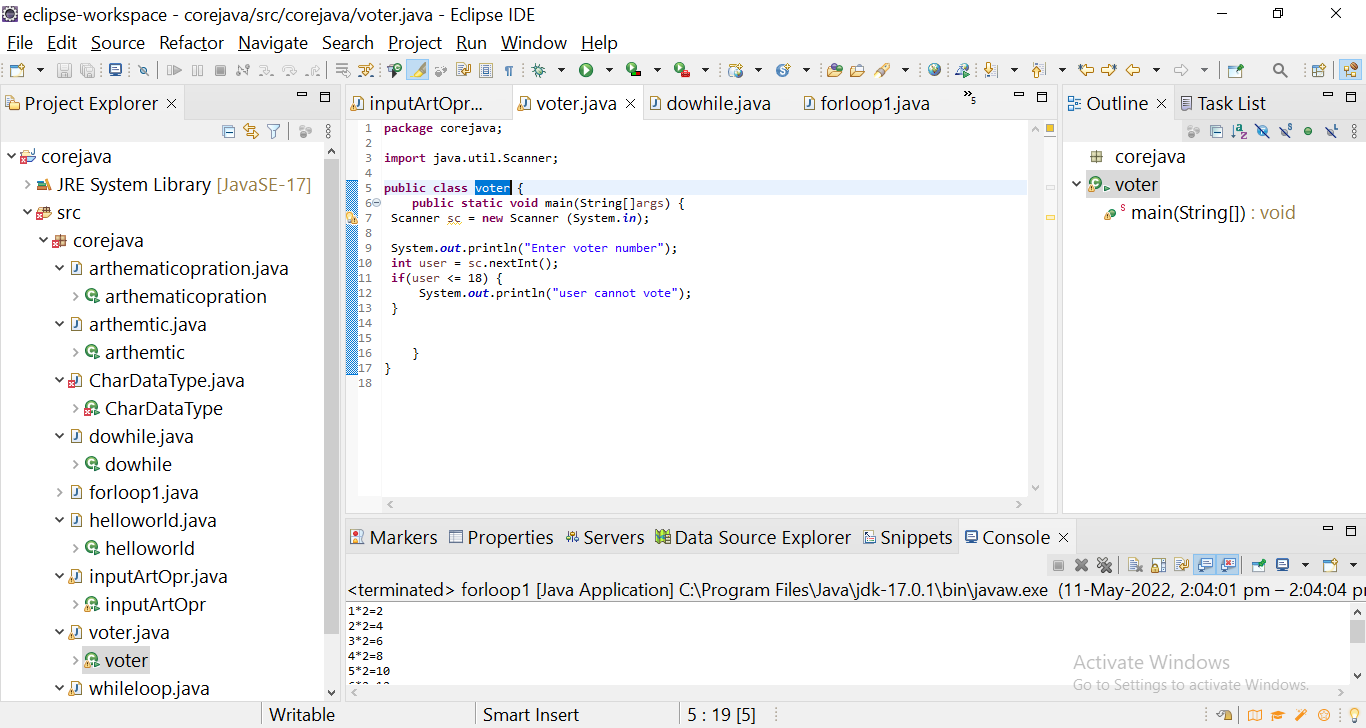 eclipse-workspace - corejava/src/corejava/voter.java - Eclipse IDE
File Edit Source Refactor Navigate Search Project Run Window Help
Project Explorer
corejava
JRE System Library [JavaSE-17]
src
corejava
arthematicopration.java
arthematicopration
arthemtic.java
arthemtic
CharDataType.java
CharDataType
dowhile.java
dowhile
forloop1.java
helloworld.java
helloworld
inputArtOpr.java
inputArtOpr
voter.java
voter
whileloop.java
inputArtOpr... voter.java dowhile.java forloop1.java »5
1 package corejava;
2
3 import java.util.Scanner;
4
5 public class voter {
6 public static void main(String[]args) {
7 Scanner sc = new Scanner (System.in);
8
9 System.out.println("Enter voter number");
10 int user = sc.nextInt();
11 if(user <= 18) {
12 System.out.println("user cannot vote");
13 }
14
15
16 }
17 }
18
Outline Task List
corejava
voter
main(String[]) : void
Markers Properties Servers Data Source Explorer Snippets Console
<terminated> forloop1 [Java Application] C:\Program Files\Java\jdk-17.0.1\bin\javaw.exe (11-May-2022, 2:04:01 pm – 2:04:04 pr
1*2=2
2*2=4
3*2=6
4*2=8
5*2=10
Activate Windows
Go to Settings to activate Windows.
Writable Smart Insert 5 : 19 [5]